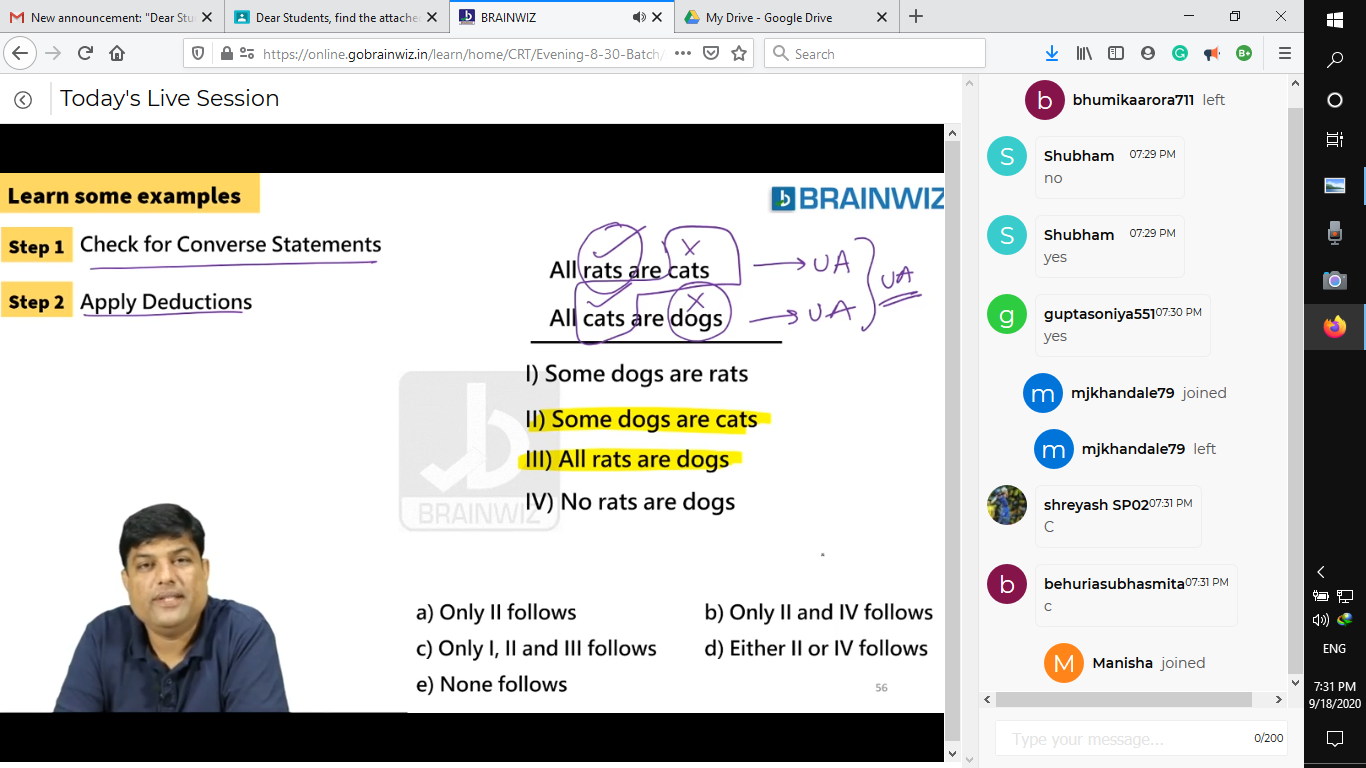 New announcement: "Dear Stu
Dear Students, find the attache
BRAINWIZ
My Drive - Google Drive
https://online.gobrainwiz.in/learn/home/CRT/Evening-8-30-Batch/
Search
Today's Live Session
Learn some examples
BRAINWIZ
Step 1 Check for Converse Statements
Step 2 Apply Deductions
All rats are cats → UA
All cats are dogs → UA
UA
I) Some dogs are rats
II) Some dogs are cats
III) All rats are dogs
IV) No rats are dogs
BRAINWIZ
a) Only II follows
b) Only II and IV follows
c) Only I, II and III follows
d) Either II or IV follows
e) None follows
56
b bhumikaarora711 left
S Shubham 07:29 PM
no
S Shubham 07:29 PM
yes
g guptasoniya551 07:30 PM
yes
m mjkhandale79 joined
m mjkhandale79 left
shreyash SP02 07:31 PM
C
b behuriasubhasmita 07:31 PM
c
M Manisha joined
Type your message...
0/200
ENG
7:31 PM
9/18/2020